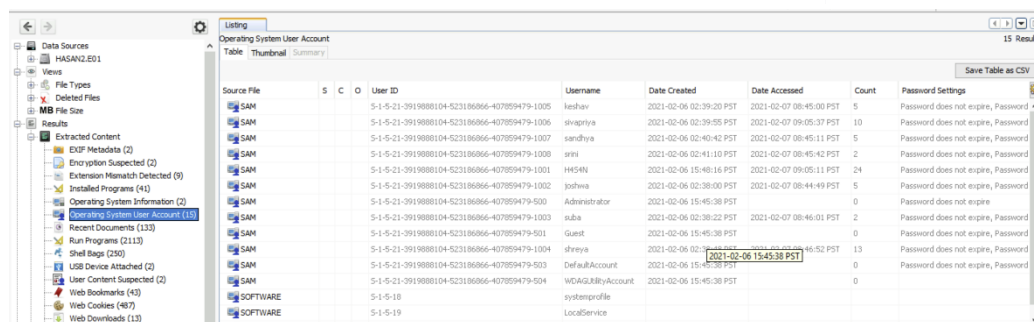 Listing
Operating System User Account
15 Resul
Table Thumbnail Summary
Save Table as CSV
Data Sources
HASAN2.E01
Views
File Types
Deleted Files
MB File Size
Results
Extracted Content
EXIF Metadata (2)
Encryption Suspected (2)
Extension Mismatch Detected (9)
Installed Programs (41)
Operating System Information (2)
Operating System User Account (15)
Recent Documents (133)
Run Programs (2113)
Shell Bags (250)
USB Device Attached (2)
User Content Suspected (2)
Web Bookmarks (43)
Web Cookies (487)
Web Downloads (13)
Source File S C O User ID Username Date Created Date Accessed Count Password Settings
SAM S-1-5-21-3919888104-523186866-407859479-1005 keshav 2021-02-06 02:39:20 PST 2021-02-07 08:45:00 PST 5 Password does not expire, Password
SAM S-1-5-21-3919888104-523186866-407859479-1006 sivapriya 2021-02-06 02:39:55 PST 2021-02-07 09:05:37 PST 10 Password does not expire, Password
SAM S-1-5-21-3919888104-523186866-407859479-1007 sandhya 2021-02-06 02:40:42 PST 2021-02-07 08:45:11 PST 5 Password does not expire, Password
SAM S-1-5-21-3919888104-523186866-407859479-1008 srini 2021-02-06 02:41:10 PST 2021-02-07 08:45:42 PST 2 Password does not expire, Password
SAM S-1-5-21-3919888104-523186866-407859479-1001 H4S4N 2021-02-06 15:48:16 PST 2021-02-07 09:05:11 PST 24 Password does not expire, Password
SAM S-1-5-21-3919888104-523186866-407859479-1002 joshwa 2021-02-06 02:38:00 PST 2021-02-07 08:44:49 PST 5 Password does not expire, Password
SAM S-1-5-21-3919888104-523186866-407859479-500 Administrator 2021-02-06 15:45:38 PST 0 Password does not expire
SAM S-1-5-21-3919888104-523186866-407859479-1003 suba 2021-02-06 02:38:22 PST 2021-02-07 08:46:01 PST 2 Password does not expire, Password
SAM S-1-5-21-3919888104-523186866-407859479-501 Guest 2021-02-06 15:45:38 PST 0 Password does not expire, Password
SAM S-1-5-21-3919888104-523186866-407859479-1004 shreya 2021-02-06 :46:52 PST 13 Password does not expire, Password
2021-02-06 15:45:38 PST
SAM S-1-5-21-3919888104-523186866-407859479-503 DefaultAccount 2021-02-06 15:45:38 PST 0 Password does not expire, Password
SAM S-1-5-21-3919888104-523186866-407859479-504 WDAGUtilityAccount 2021-02-06 15:45:38 PST 0
SOFTWARE S-1-5-18 systemprofile
SOFTWARE S-1-5-19 LocalService